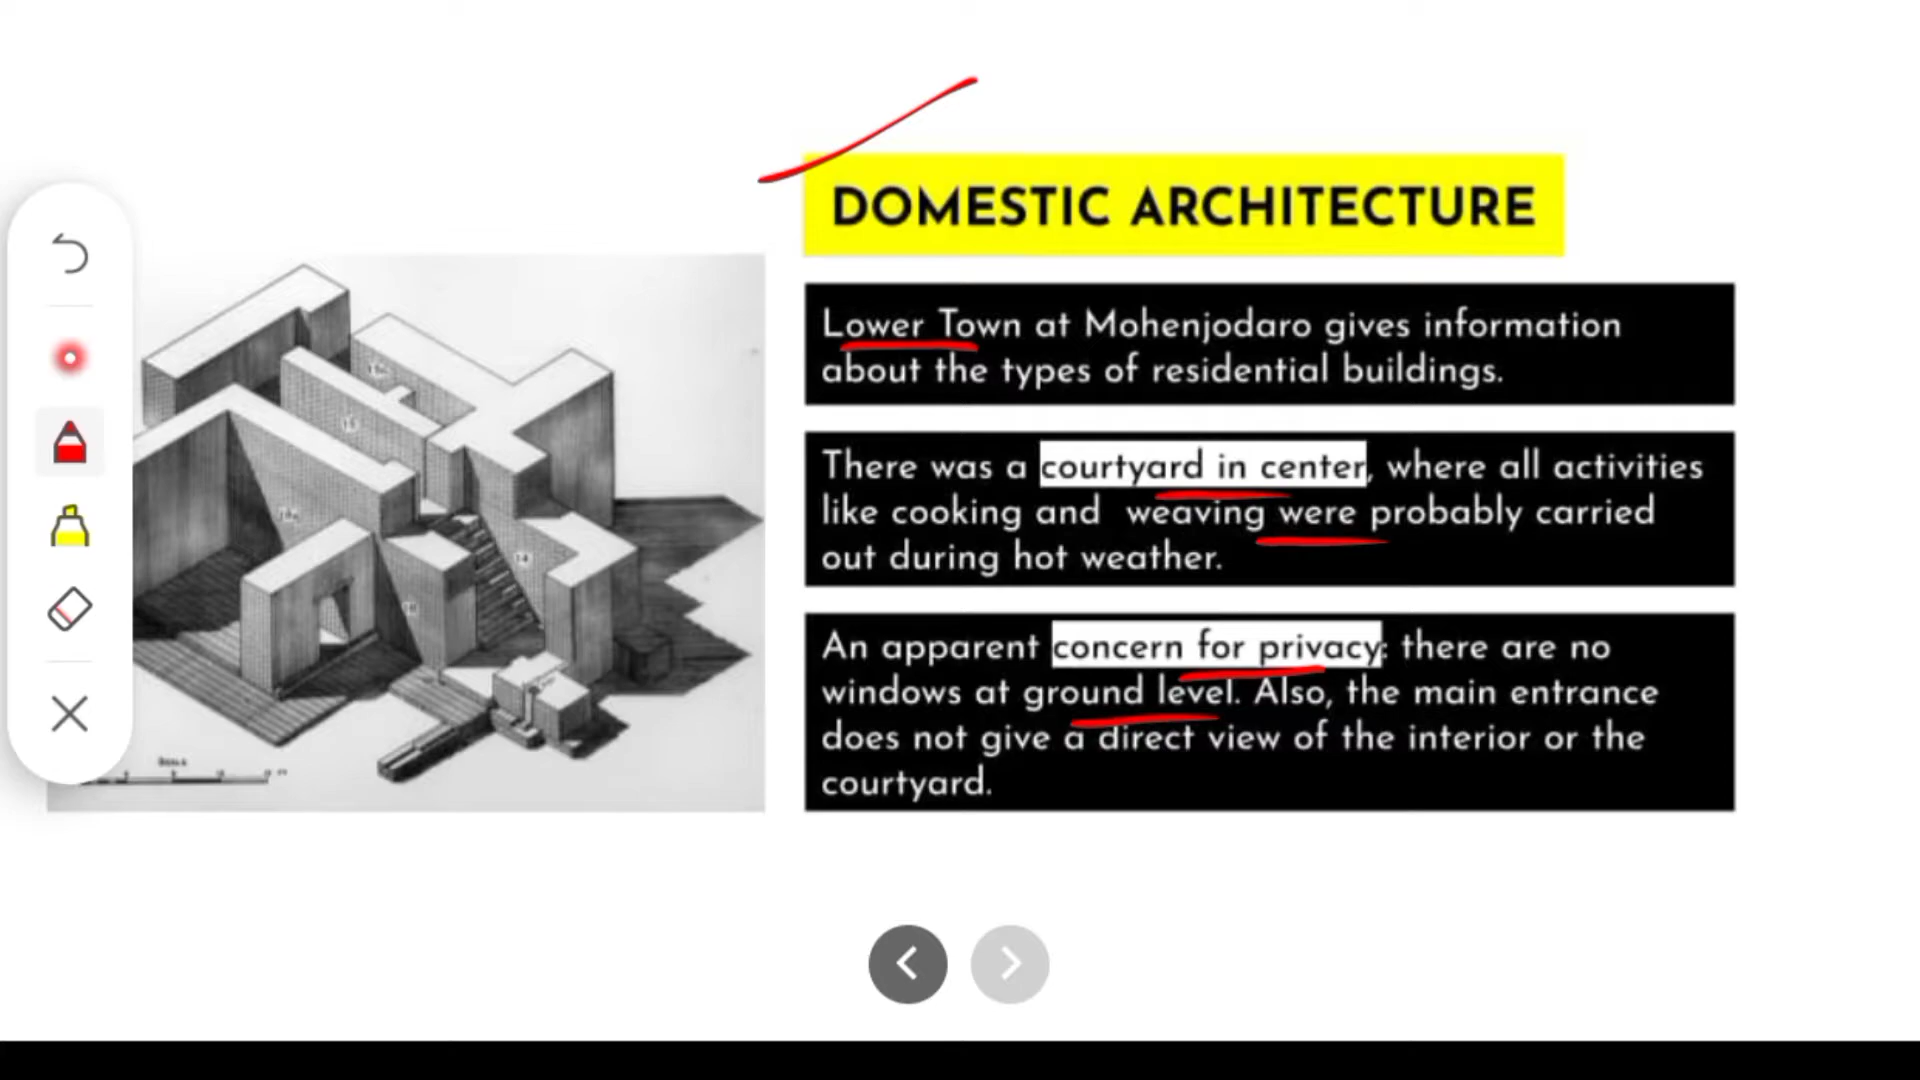 DOMESTIC ARCHITECTURE
Lower Town at Mohenjodaro gives information
about the types of residential buildings.
There was a courtyard in center, where all activities
like cooking and weaving were probably carried
out during hot weather.
An apparent concern for privacy: there are no
windows at ground level. Also, the main entrance
does not give a direct view of the interior or the
courtyard.